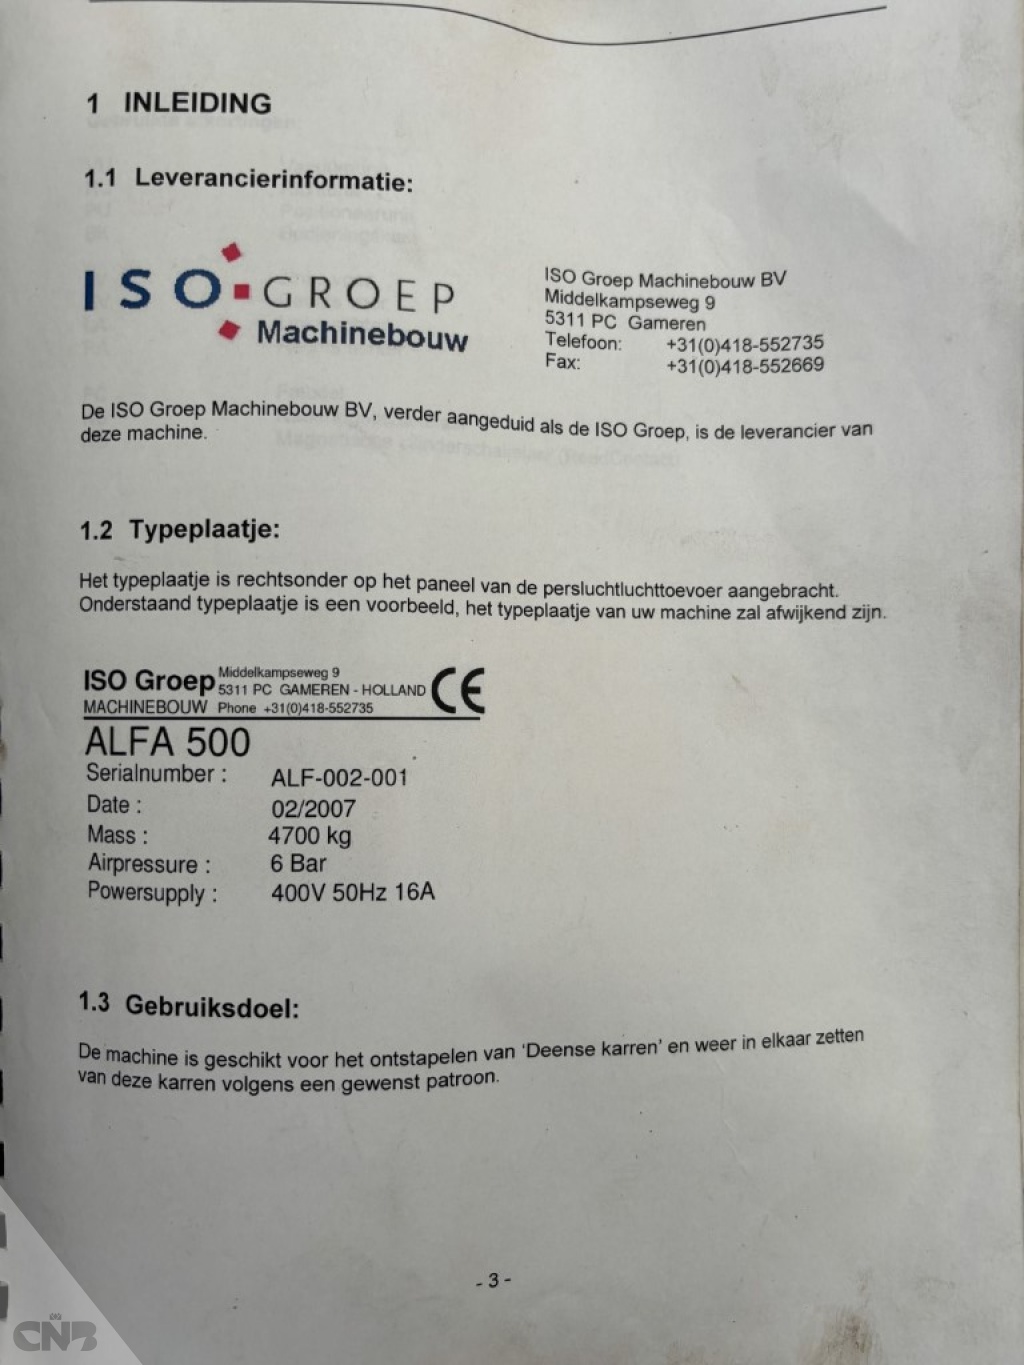 1 INLEIDING
1.1 Leverancierinformatie:
ISO GROEP
Machinebouw
ISO Groep Machinebouw BV
Middelkampseweg 9
5311 PC Gameren
Telefoon: +31(0)418-552735
Fax: +31(0)418-552669
De ISO Groep Machinebouw BV, verder aangeduid als de ISO Groep, is de leverancier van
deze machine.
1.2 Typeplaatje:
Het typeplaatje is rechtsonder op het paneel van de persluchtluchttoevoer aangebracht.
Onderstaand typeplaatje is een voorbeeld, het typeplaatje van uw machine zal afwijkend zijn.
ISO Groep Middelkampseweg 9
5311 PC GAMEREN - HOLLAND
MACHINEBOUW Phone +31(0)418-552735
CE
ALFA 500
Serialnumber : ALF-002-001
Date : 02/2007
Mass : 4700 kg
Airpressure : 6 Bar
Powersupply : 400V 50Hz 16A
1.3 Gebruiksdoel:
De machine is geschikt voor het ontstapelen van 'Deense karren' en weer in elkaar zetten
van deze karren volgens een gewenst patroon.
- 3 -
CNB